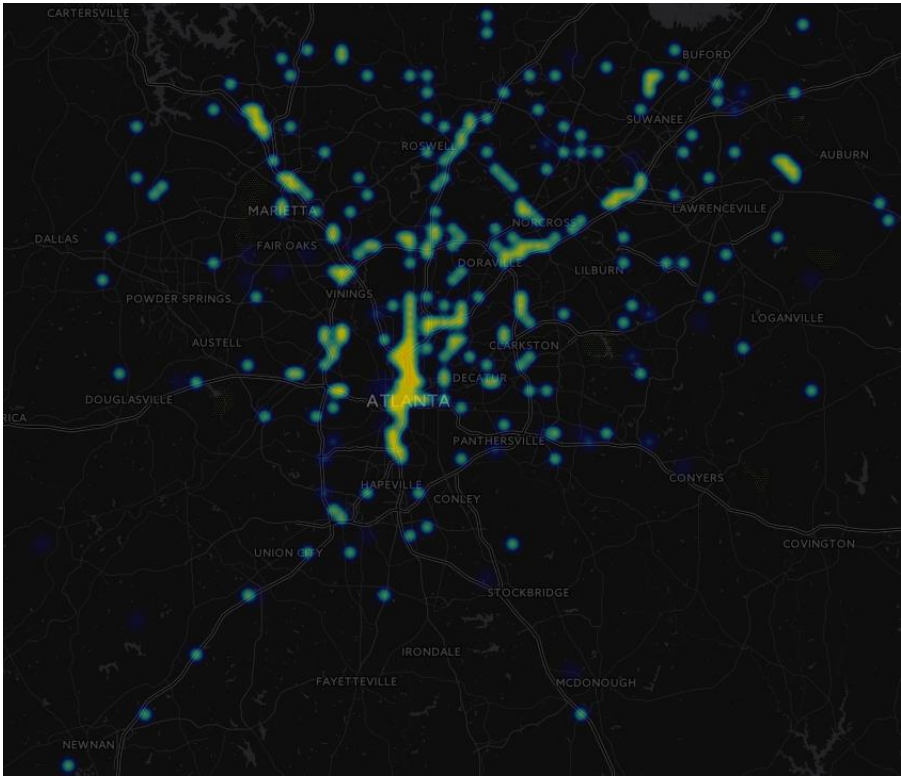 CARTERSVILLE
BUFORD
SUWANEE
ROSWELL
AUBURN
MARIETTA
LAWRENCEVILLE
NORCROSS
DALLAS
FAIR OAKS
DORAVILLE
LILBURN
VININGS
POWDER SPRINGS
LOGANVILLE
AUSTELL
CLARKSTON
DECATUR
DOUGLASVILLE
ATLANTA
RICA
PANTHERSVILLE
CONYERS
HAPEVILLE
CONLEY
COVINGTON
UNION CITY
STOCKBRIDGE
IRONDALE
FAYETTEVILLE
MCDONOUGH
NEWNAN